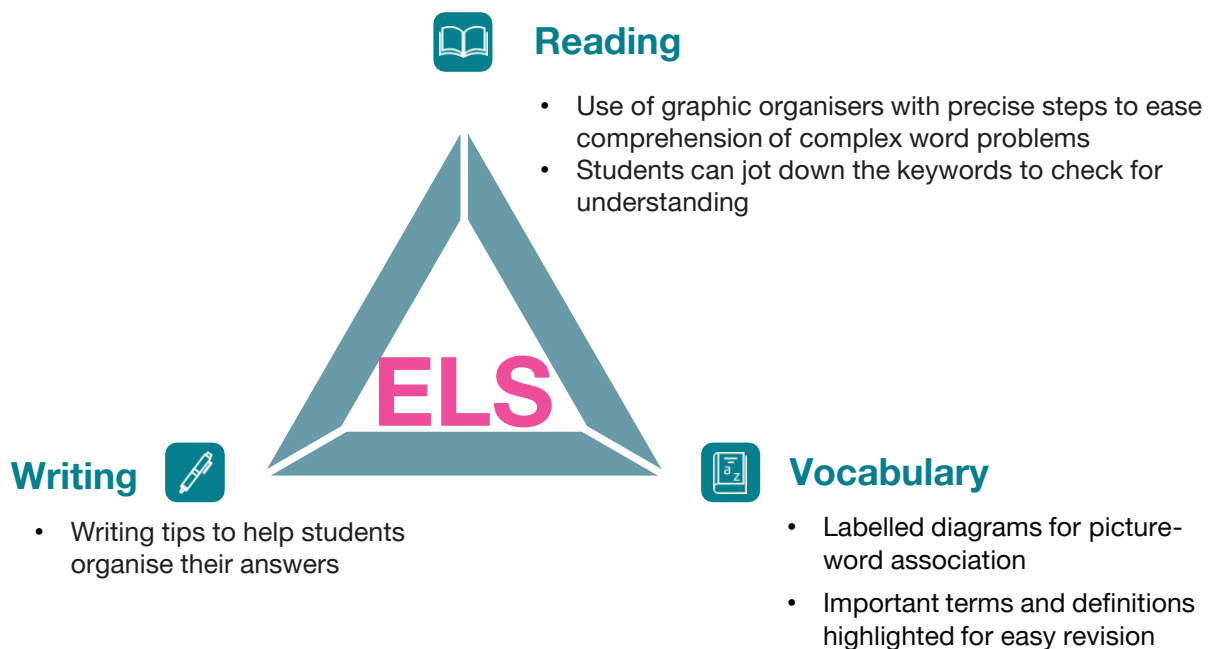 Reading
• Use of graphic organisers with precise steps to ease
comprehension of complex word problems
• Students can jot down the keywords to check for
understanding
ELS
Writing
• Writing tips to help students
organise their answers
a z
Vocabulary
• Labelled diagrams for picture-
word association
• Important terms and definitions
highlighted for easy revision